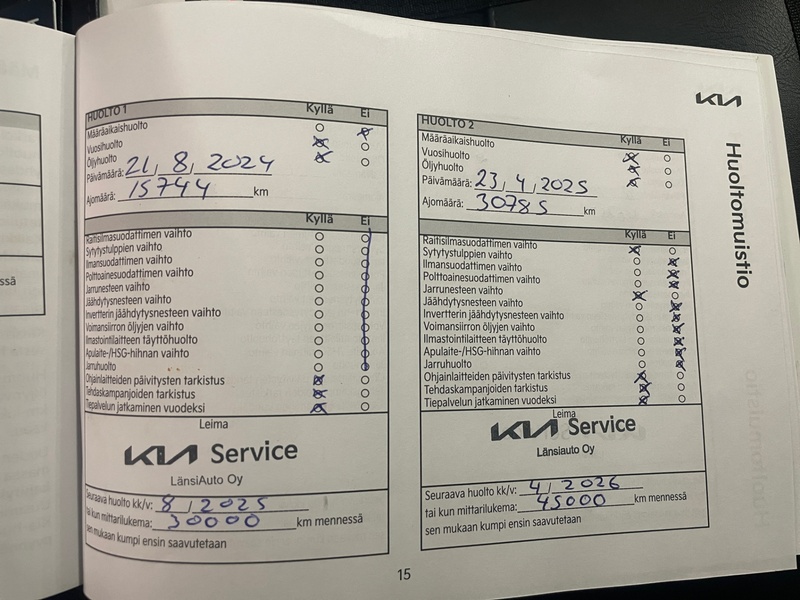 KIA
Huoltomuistio
HUOLTO 1 Kyllä Ei
Määräaikaishuolto
Vuosihuolto
Öljyhuolto
Päivämäärä: 21, 8, 2024
Ajomäärä: 15744 km
Kyllä Ei
Raitisilmasuodattimen vaihto
Sytytystulppien vaihto
Ilmansuodattimen vaihto
Polttoainesuodattimen vaihto
Jarrunesteen vaihto
Jäähdytysnesteen vaihto
Invertterin jäähdytysnesteen vaihto
Voimansiirron öljyjen vaihto
Ilmastointilaitteen täyttöhuolto
Apulaite-/HSG-hihnan vaihto
Jarruhuolto
Ohjainlaitteiden päivitysten tarkistus
Tehdaskampanjoiden tarkistus
Tiepalvelun jatkaminen vuodeksi
Leima
KIA Service
LänsiAuto Oy
Seuraava huolto kk/v: 8 / 2025
tai kun mittarilukema: 30000 km mennessä
sen mukaan kumpi ensin saavutetaan
HUOLTO 2 Kyllä Ei
Määräaikaishuolto
Vuosihuolto
Öljyhuolto
Päivämäärä: 23, 4, 2025
Ajomäärä: 30785 km
Kyllä Ei
Raitisilmasuodattimen vaihto
Sytytystulppien vaihto
Ilmansuodattimen vaihto
Polttoainesuodattimen vaihto
Jarrunesteen vaihto
Jäähdytysnesteen vaihto
Invertterin jäähdytysnesteen vaihto
Voimansiirron öljyjen vaihto
Ilmastointilaitteen täyttöhuolto
Apulaite-/HSG-hihnan vaihto
Jarruhuolto
Ohjainlaitteiden päivitysten tarkistus
Tehdaskampanjoiden tarkistus
Tiepalvelun jatkaminen vuodeksi
Leima
KIA Service
Länsiauto Oy
Seuraava huolto kk/v: 4 / 2026
tai kun mittarilukema: 45000 km mennessä
sen mukaan kumpi ensin saavutetaan
15
ssä